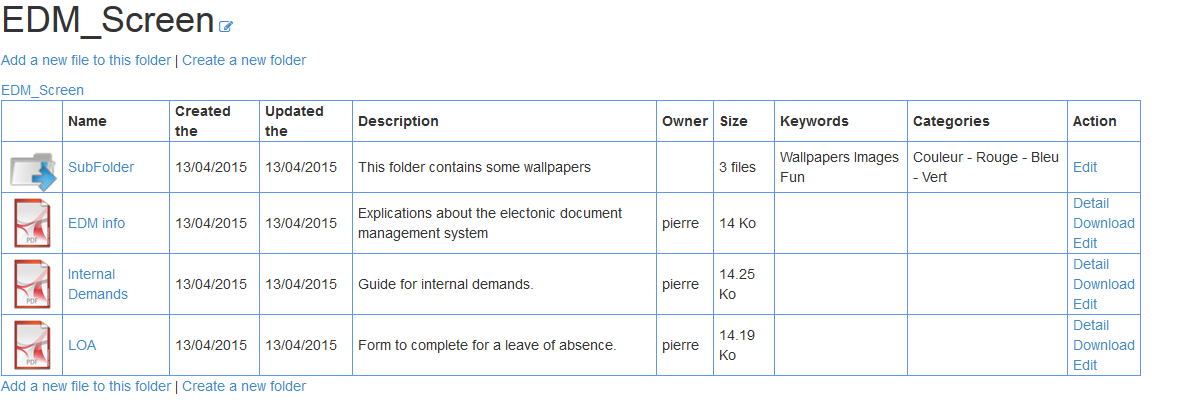 EDM_Screen
Add a new file to this folder | Create a new folder
EDM_Screen
Name Created the Updated the Description Owner Size Keywords Categories Action
SubFolder 13/04/2015 13/04/2015 This folder contains some wallpapers 3 files Wallpapers Images Fun Couleur - Rouge - Bleu - Vert Edit
PDF EDM info 13/04/2015 13/04/2015 Explications about the electonic document management system pierre 14 Ko Detail Download Edit
PDF Internal Demands 13/04/2015 13/04/2015 Guide for internal demands. pierre 14.25 Ko Detail Download Edit
PDF LOA 13/04/2015 13/04/2015 Form to complete for a leave of absence. pierre 14.19 Ko Detail Download Edit
Add a new file to this folder | Create a new folder